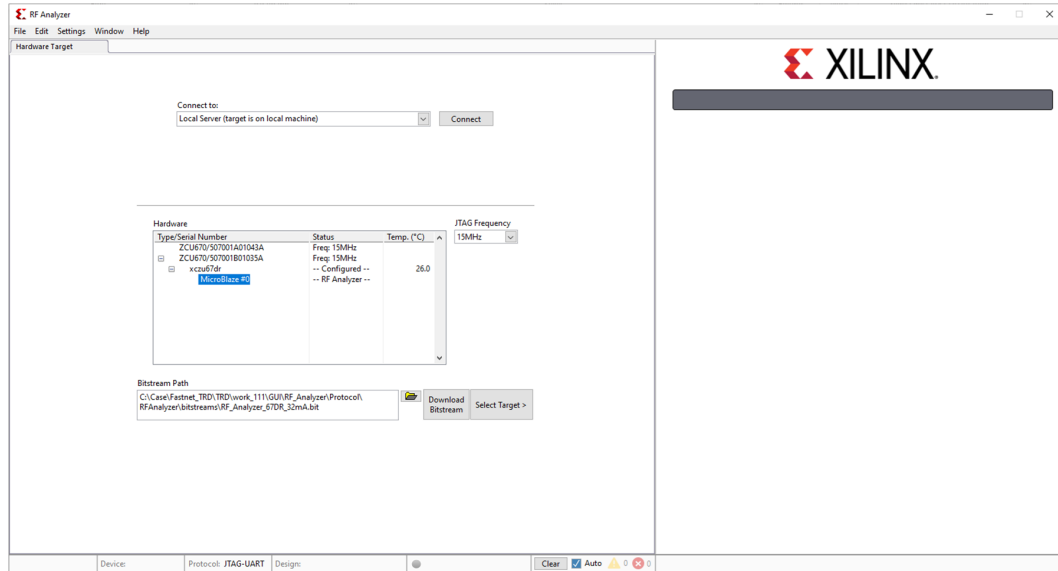 RF Analyzer
File Edit Settings Window Help
Hardware Target
XILINX.
Connect to:
Local Server (target is on local machine)
Connect
Hardware
JTAG Frequency
Type/Serial Number Status Temp. (°C)
15MHz
ZCU670/507001A01043A Freq: 15MHz
ZCU670/507001B01035A Freq: 15MHz
xczu67dr -- Configured -- 26.0
MicroBlaze #0 -- RF Analyzer --
Bitstream Path
C:\Case\Fastnet_TRD\TRD\work_111\GUI\RF_Analyzer\Protocol\
RFAnalyzer\bitstreams\RF_Analyzer_67DR_32mA.bit
Download
Bitstream
Select Target >
Device: Protocol: JTAG-UART Design: Clear Auto 0 0